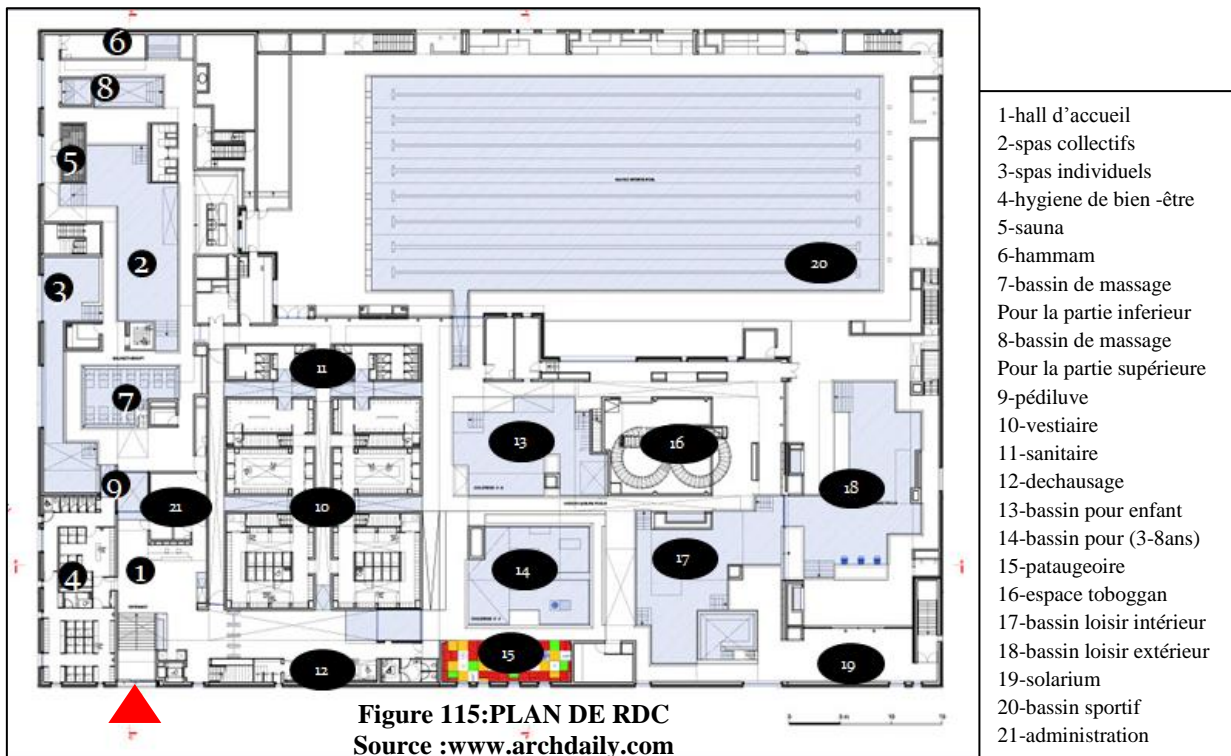 6
8
5
2
3
7
9
21
4
1
11
10
12
13
14
15
16
17
18
19
20
Figure 115:PLAN DE RDC
Source :www.archdaily.com
1-hall d’accueil
2-spas collectifs
3-spas individuels
4-hygiene de bien -être
5-sauna
6-hammam
7-bassin de massage
Pour la partie inferieur
8-bassin de massage
Pour la partie supérieure
9-pédiluve
10-vestiaire
11-sanitaire
12-dechausage
13-bassin pour enfant
14-bassin pour (3-8ans)
15-pataugeoire
16-espace toboggan
17-bassin loisir intérieur
18-bassin loisir extérieur
19-solarium
20-bassin sportif
21-administration